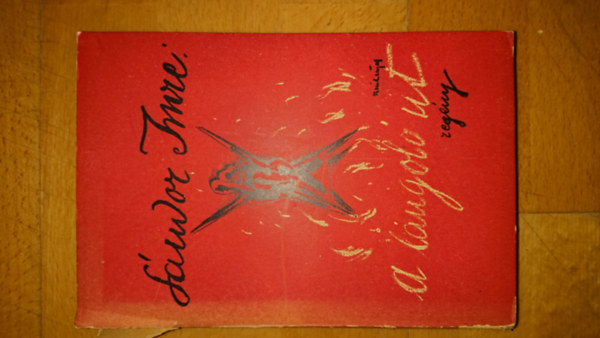 Sándor Imre:
a lángoló út
regény